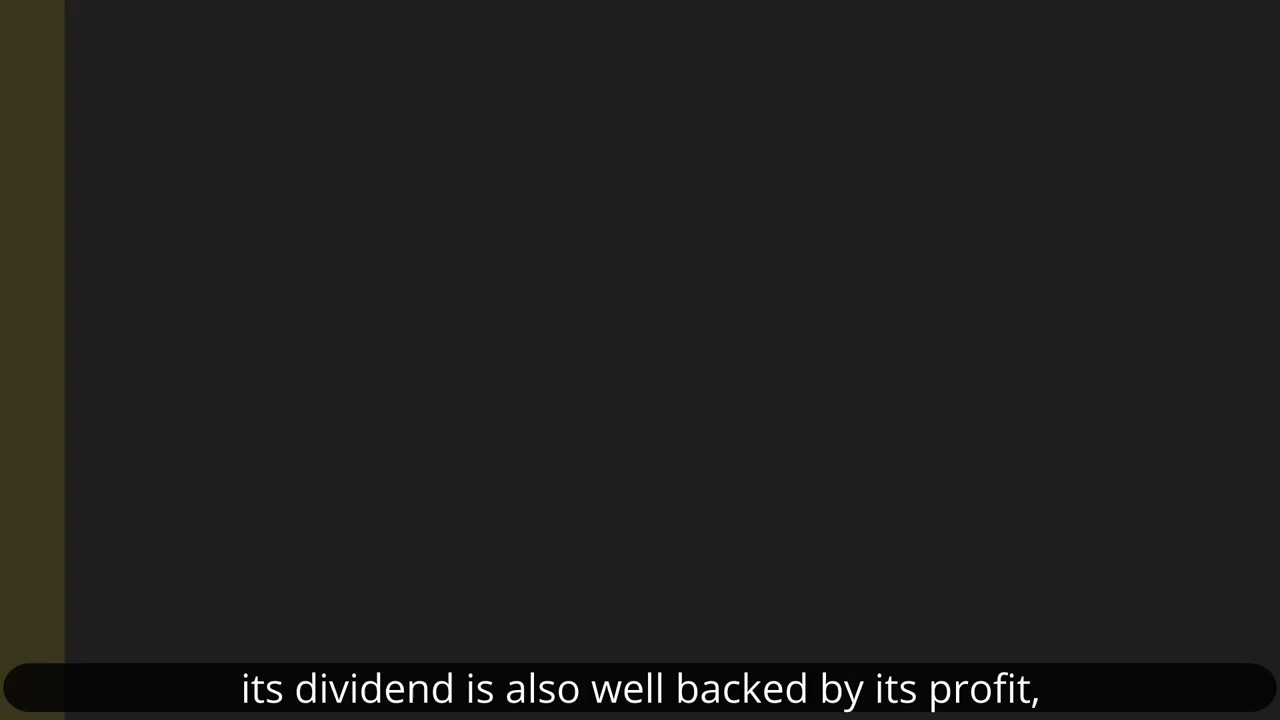 its dividend is also well backed by its profit,